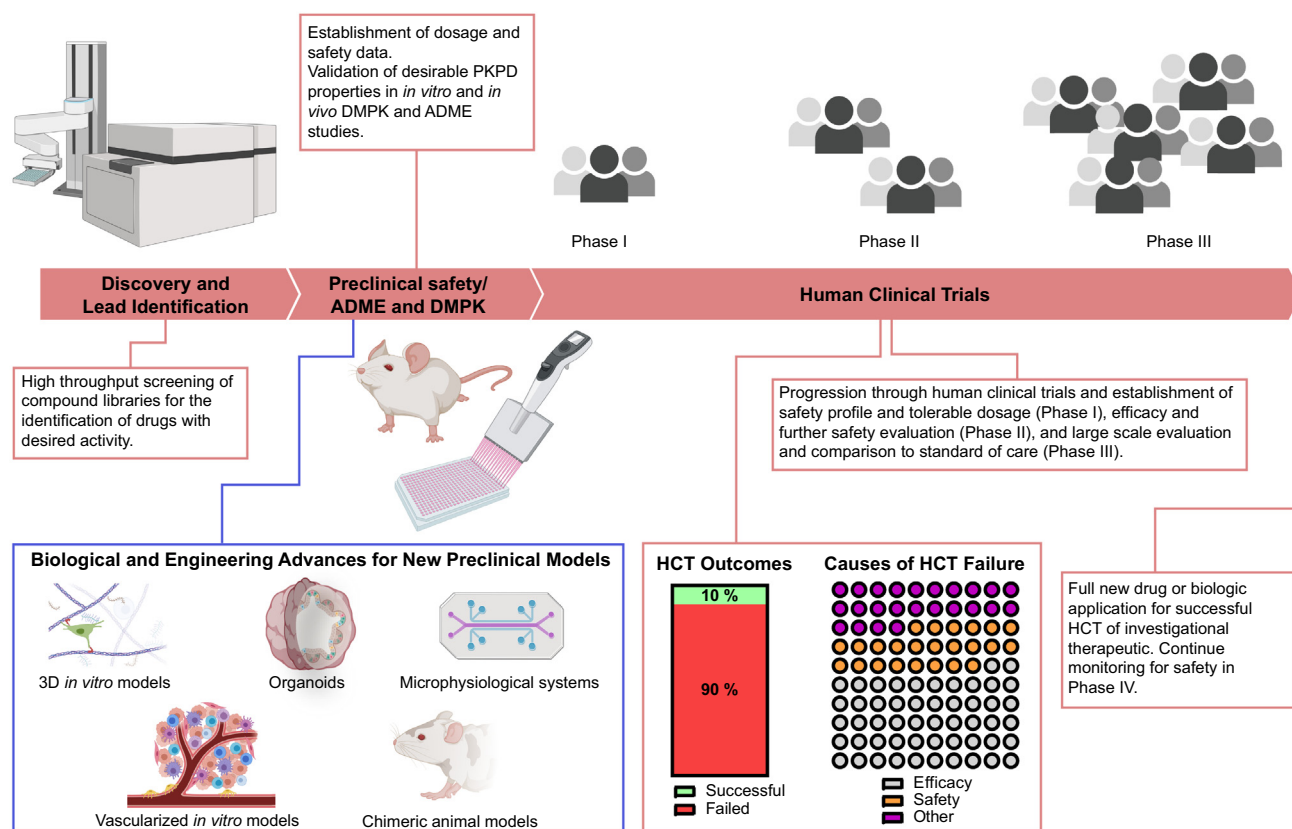 Establishment of dosage and
safety data.
Validation of desirable PKPD
properties in in vitro and in
vivo DMPK and ADME
studies.
Phase I
Phase II
Phase III
Discovery and
Lead Identification
Preclinical safety/
ADME and DMPK
Human Clinical Trials
High throughput screening of
compound libraries for the
identification of drugs with
desired activity.
Progression through human clinical trials and establishment of
safety profile and tolerable dosage (Phase I), efficacy and
further safety evaluation (Phase II), and large scale evaluation
and comparison to standard of care (Phase III).
Biological and Engineering Advances for New Preclinical Models
3D in vitro models
Organoids
Microphysiological systems
Vascularized in vitro models
Chimeric animal models
HCT Outcomes
10 %
90 %
Successful
Failed
Causes of HCT Failure
Efficacy
Safety
Other
Full new drug or biologic
application for successful
HCT of investigational
therapeutic. Continue
monitoring for safety in
Phase IV.